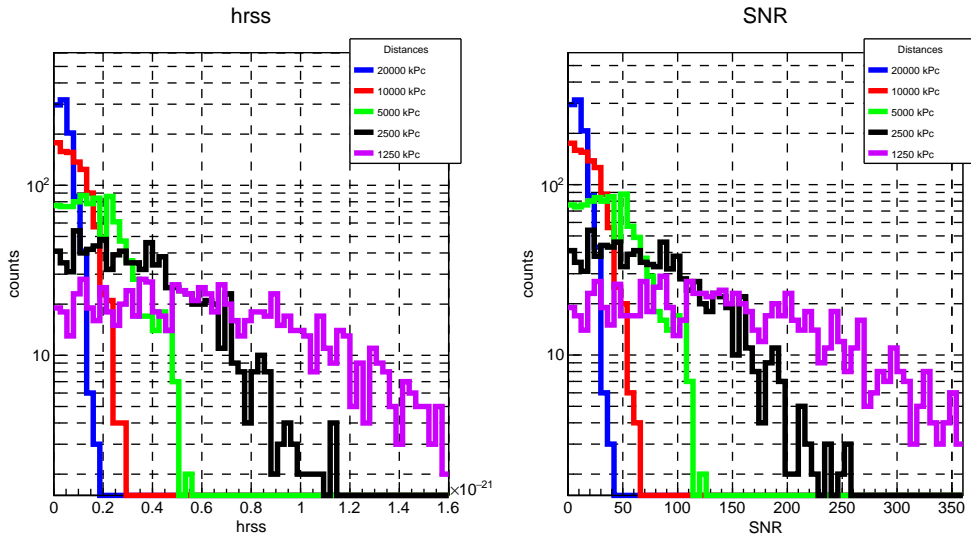 hrss
Distances
20000 kPc
10000 kPc
5000 kPc
2500 kPc
1250 kPc
counts
10²
10
0 0.2 0.4 0.6 0.8 1 1.2 1.4 1.6
×10⁻²¹
hrss
SNR
Distances
20000 kPc
10000 kPc
5000 kPc
2500 kPc
1250 kPc
counts
10²
10
0 50 100 150 200 250 300 350
SNR